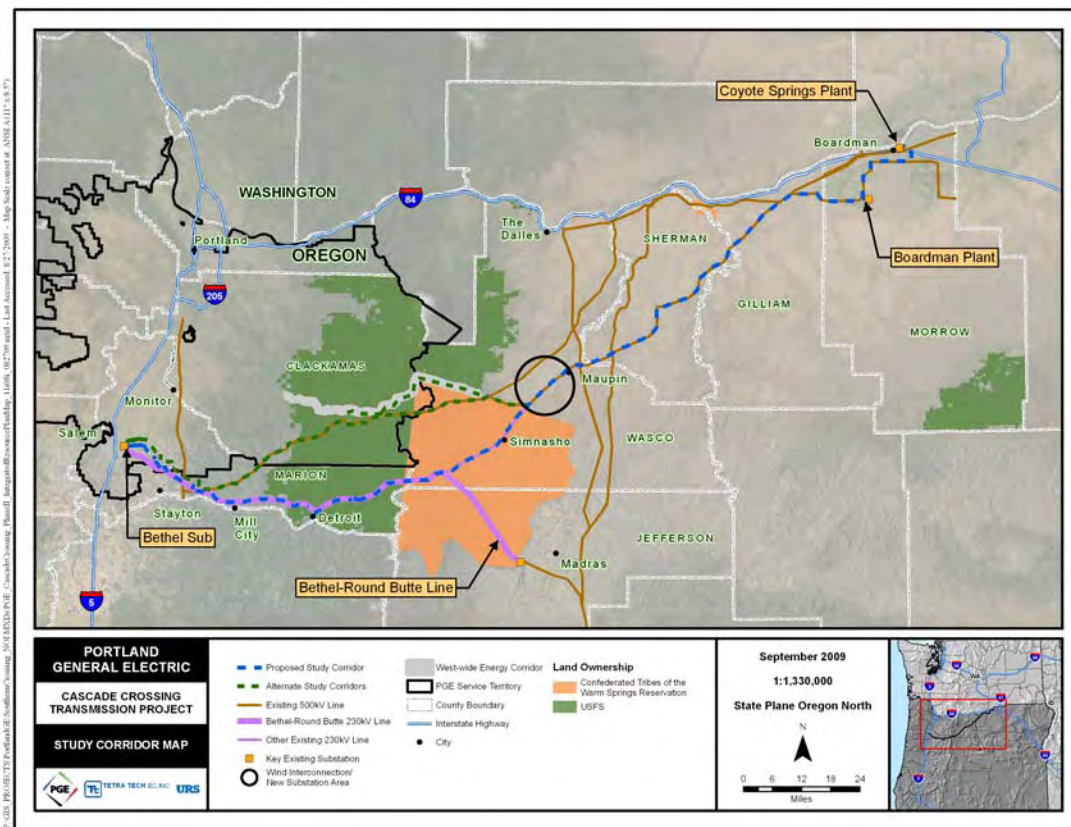 Coyote Springs Plant
Boardman
WASHINGTON
84
The
Dalles
Portland
OREGON
SHERMAN
Boardman Plant
205
GILLIAM
MORROW
CLACKAMAS
Maupin
Monitor
Salem
Simnasho
WASCO
MARION
Stayton
Mill
City
Detroit
Bethel Sub
JEFFERSON
Madras
Bethel-Round Butte Line
5
PORTLAND
GENERAL ELECTRIC
CASCADE CROSSING
TRANSMISSION PROJECT
STUDY CORRIDOR MAP
PGE
Tt
TETRA TECH EC, INC
URS
Proposed Study Corridor
Alternate Study Corridors
Existing 500kV Line
Bethel-Round Butte 230kV Line
Other Existing 230kV Line
Key Existing Substation
Wind Interconnection/
New Substation Area
West-wide Energy Corridor
PGE Service Territory
County Boundary
Interstate Highway
City
Land Ownership
Confederated Tribes of the
Warm Springs Reservation
USFS
September 2009
1:1,330,000
State Plane Oregon North
N
0 6 12 18 24
Miles
WA